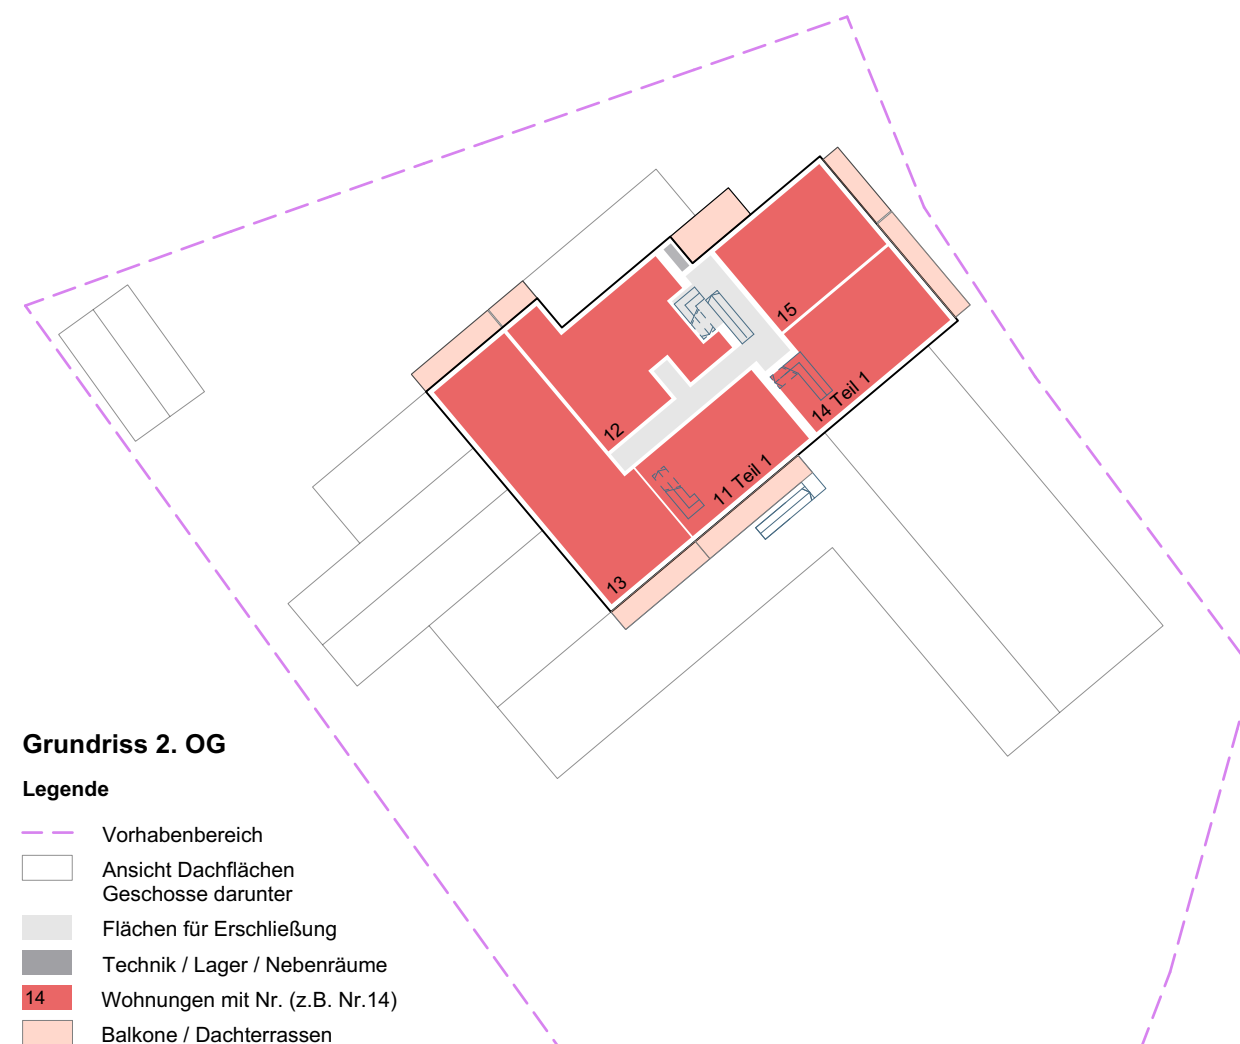 15
14 Teil 1
12
11 Teil 1
13
Grundriss 2. OG
Legende
Vorhabenbereich
Ansicht Dachflächen
Geschosse darunter
Flächen für Erschließung
Technik / Lager / Nebenräume
14 Wohnungen mit Nr. (z.B. Nr.14)
Balkone / Dachterrassen